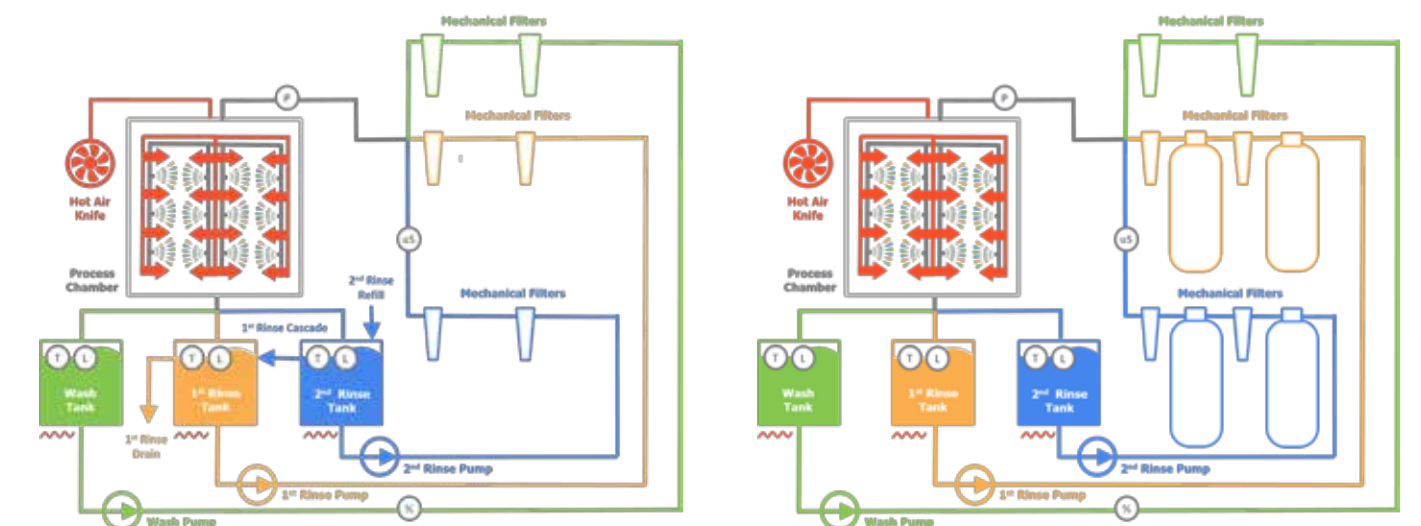 Mechanical Filters
P
Mechanical Filters
Hot Air
Knife
uS
Process
Chamber
2nd Rinse
Refill
Mechanical Filters
1st Rinse Cascade
T L
T L
T L
Wash
Tank
1st Rinse
Tank
2nd Rinse
Tank
1st Rinse
Drain
2nd Rinse Pump
1st Rinse Pump
%
Wash Pump
Mechanical Filters
P
Mechanical Filters
Hot Air
Knife
uS
Process
Chamber
Mechanical Filters
T L
T L
T L
Wash
Tank
1st Rinse
Tank
2nd Rinse
Tank
2nd Rinse Pump
1st Rinse Pump
%
Wash Pump